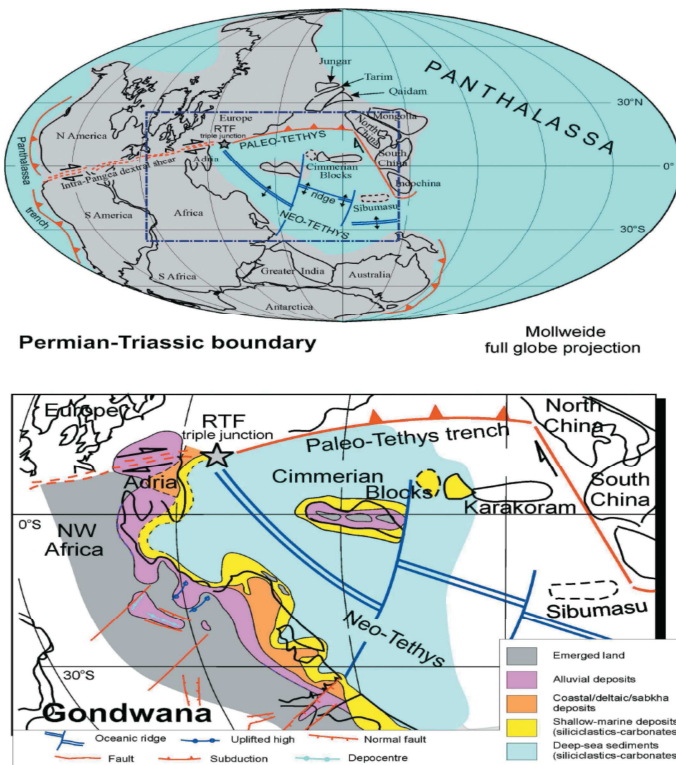 Jungar
Tarim
Qaidam
PANTHALASSA
Europe
Mongolia
30°N
N America
RTF
triple junction
PALEO-TETHYS
North
China
Panthalassa
trench
Adria
Intra-Pangea dextral shear
Cimmerian
Blocks
South
China
0°
Indochina
ridge
Sibumasu
S America
Africa
NEO-TETHYS
30°S
S Africa
Greater India
Australia
Antarctica
Permian-Triassic boundary
Mollweide
full globe projection
Europe
RTF
triple junction
Paleo-Tethys trench
North
China
Adria
Cimmerian
Blocks
Karakoram
South
China
0°S
NW
Africa
Sibumasu
Neo-Tethys
30°S
Gondwana
Emerged land
Alluvial deposits
Coastal/deltaic/sabkha
deposits
Shallow-marine deposits
(siliciclastics-carbonates)
Deep-sea sediments
(siliciclastics-carbonates)
Oceanic ridge
Uplifted high
Normal fault
Fault
Subduction
Depocentre